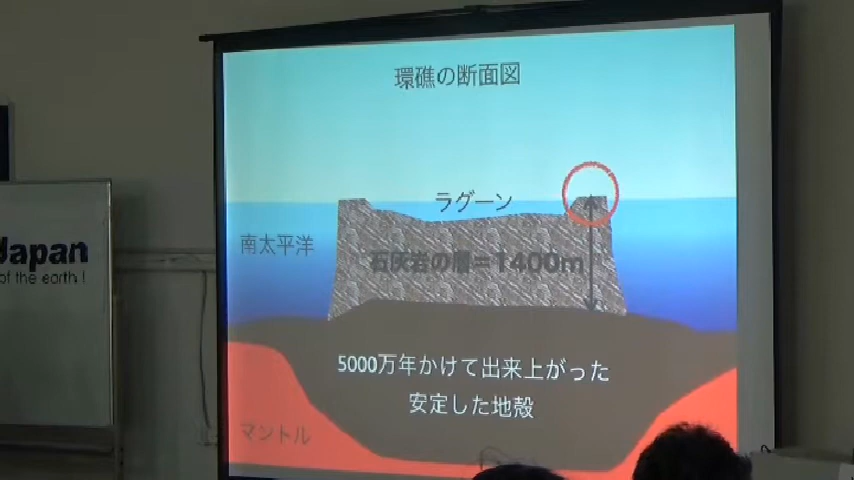 環礁の断面図
ラグーン
南太平洋
石灰岩の層=1400m
Japan
of the earth!
5000万年かけて出来上がった
安定した地殻
マントル